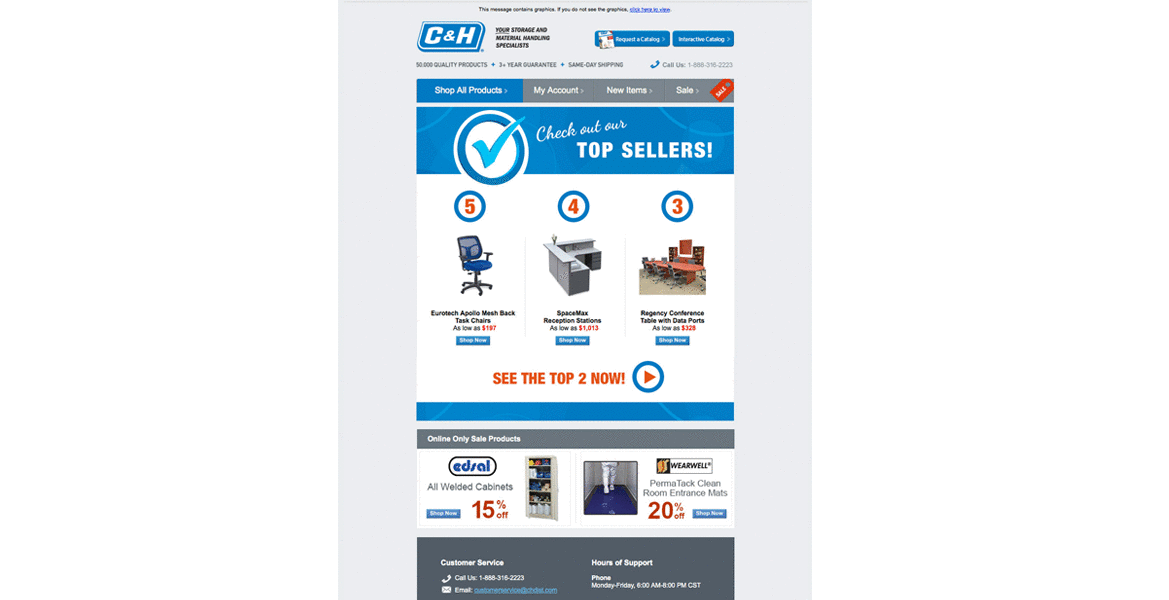 This message contains graphics. If you do not see the graphics, click here to view.
C&H
YOUR STORAGE AND
MATERIAL HANDLING
SPECIALISTS
Request a Catalog >
Interactive Catalog >
50,000 QUALITY PRODUCTS + 3+ YEAR GUARANTEE + SAME-DAY SHIPPING
Call Us: 1-888-316-2223
Shop All Products >
My Account >
New Items >
Sale >
SALE
Check out our
TOP SELLERS!
5
4
3
Eurotech Apollo Mesh Back
Task Chairs
As low as $197
Shop Now
SpaceMax
Reception Stations
As low as $1,013
Shop Now
Regency Conference
Table with Data Ports
As low as $328
Shop Now
SEE THE TOP 2 NOW!
Online Only Sale Products
edsal
All Welded Cabinets
Shop Now
15% off
WEARWELL®
PermaTack Clean
Room Entrance Mats
20% off
Shop Now
Customer Service
Call Us: 1-888-316-2223
Email: customerservice@chdist.com
Hours of Support
Phone
Monday-Friday, 6:00 AM-8:00 PM CST